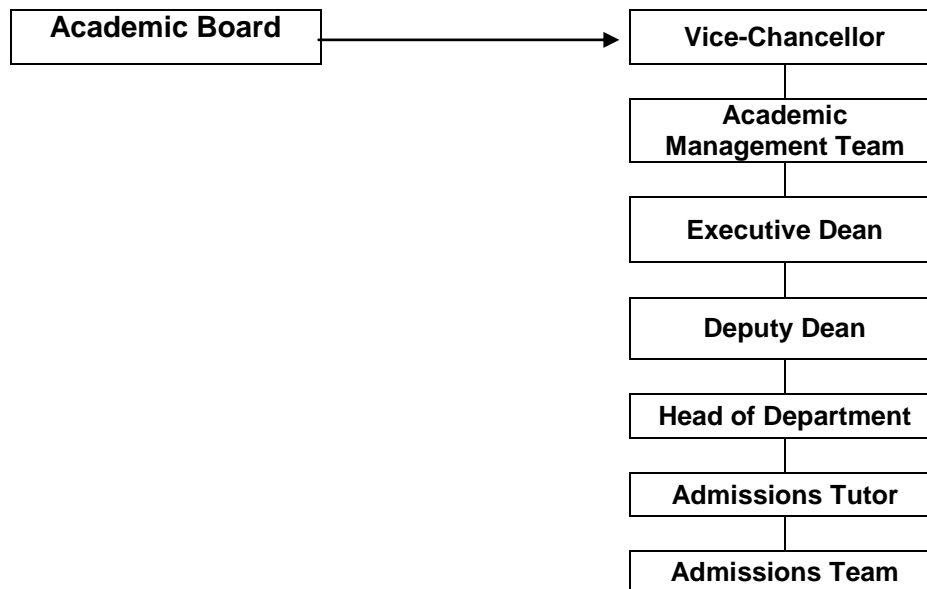 Academic Board
Vice-Chancellor
Academic
Management Team
Executive Dean
Deputy Dean
Head of Department
Admissions Tutor
Admissions Team